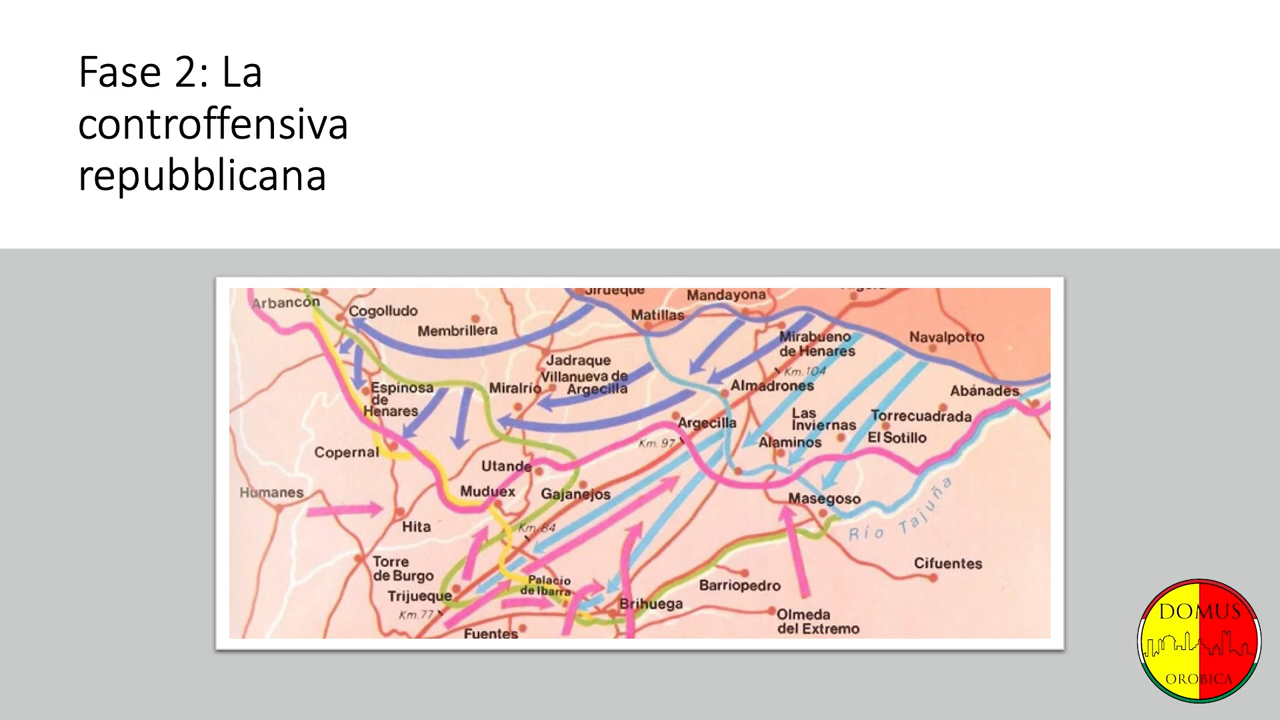 Fase 2: La
controffensiva
repubblicana
Jirueque
Mandayona
Arbancón
Cogolludo
Matillas
Membrillera
Mirabueno
de Henares
Navalpotro
Jadraque
Km. 104
Villanueva de
Argecilla
Espinosa
de
Henares
Miralrío
Almadrones
Abánades
Las
Inviernas
Torrecuadrada
Argecilla
Km. 97
Alaminos
El Sotillo
Copernal
Utande
Humanes
Muduex
Gajanejos
Masegoso
Río Tajuña
Hita
Km. 84
Torre
de Burgo
Cifuentes
Palacio
de Ibarra
Barriopedro
Trijueque
Km. 77
Brihuega
Olmeda
del Extremo
Fuentes
DOMUS
OROBICA